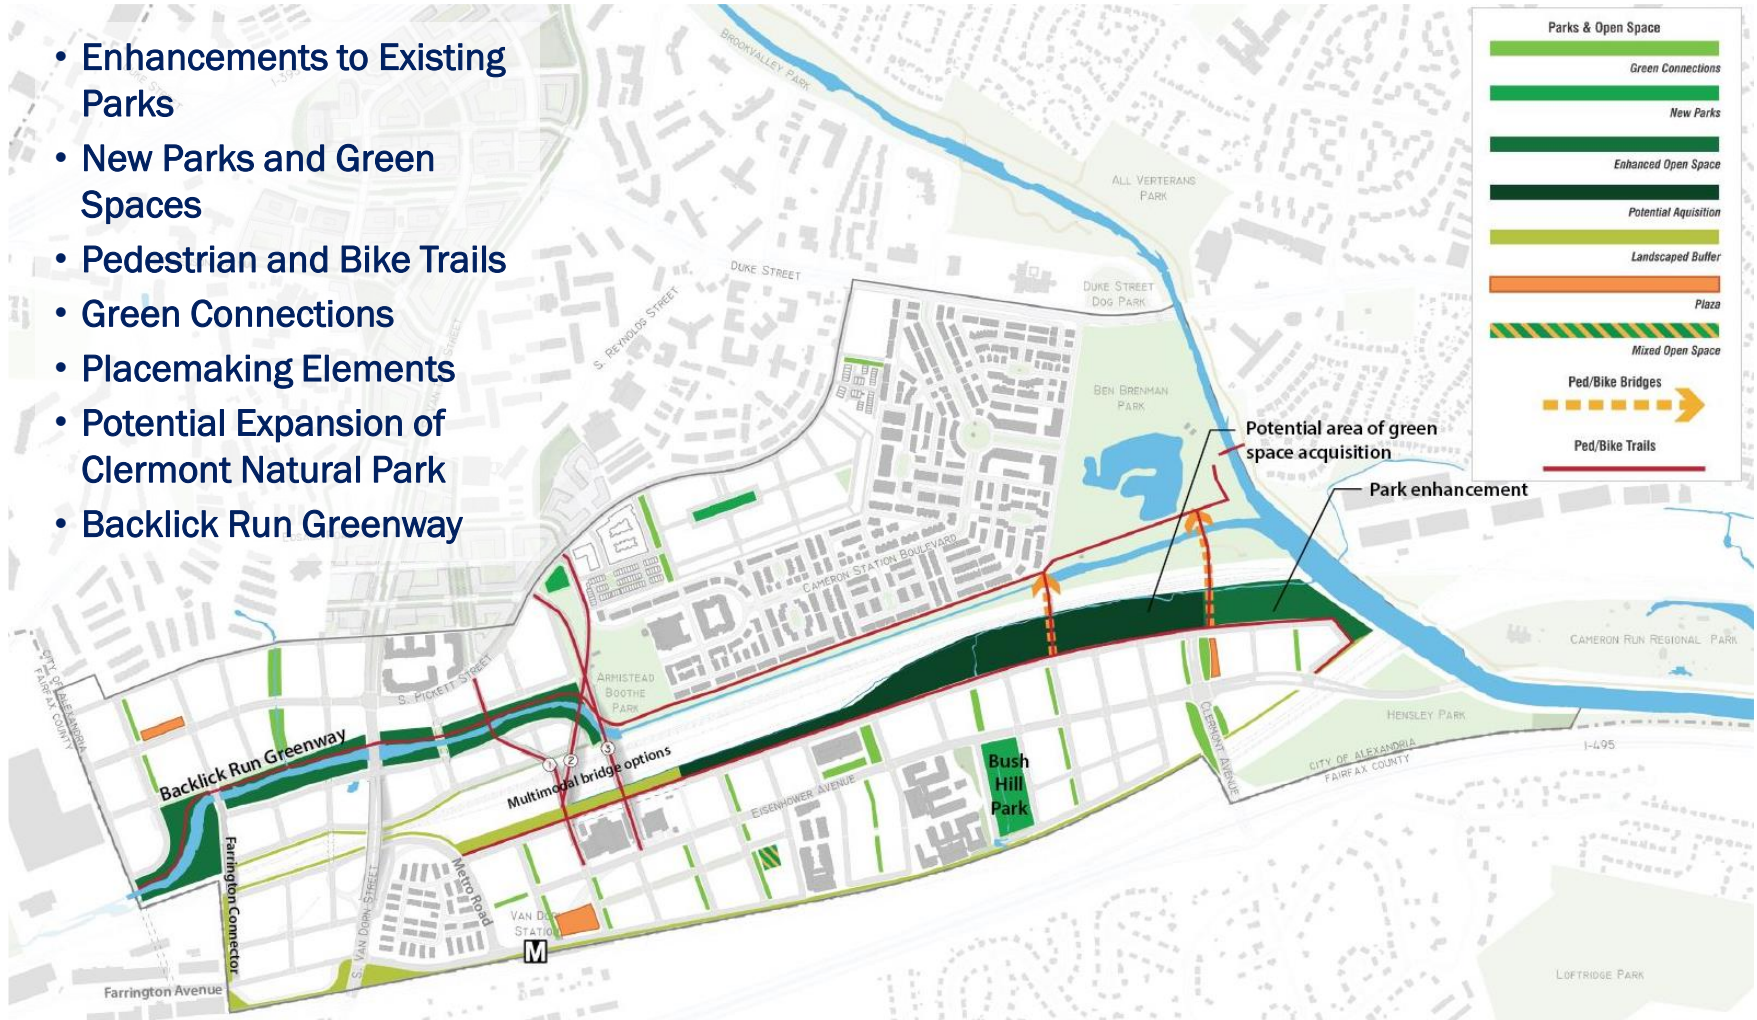 • Enhancements to Existing
Parks
• New Parks and Green
Spaces
• Pedestrian and Bike Trails
• Green Connections
• Placemaking Elements
• Potential Expansion of
Clermont Natural Park
• Backlick Run Greenway
Parks & Open Space
Green Connections
New Parks
Enhanced Open Space
Potential Aquisition
Landscaped Buffer
Plaza
Mixed Open Space
Ped/Bike Bridges
Ped/Bike Trails
BROOKVALLEY PARK
I-395
ALL VERTERANS
PARK
DUKE STREET
DUKE STREET
DOG PARK
S. REYNOLDS STREET
BEN BRENMAN
PARK
Potential area of green
space acquisition
Park enhancement
CAMERON STATION BOULEVARD
CAMERON RUN REGIONAL PARK
CITY OF ALEXANDRIA
FAIRFAX COUNTY
S. PICKETT STREET
ARMISTEAD
BOOTHE
PARK
HENSLEY PARK
CLERMONT AVENUE
I-495
CITY OF ALEXANDRIA
FAIRFAX COUNTY
Backlick Run Greenway
1
2
3
Multimodal bridge options
Bush
Hill
Park
EISENHOWER AVENUE
Farrington Connector
Metro Road
S. VAN DORN STREET
VAN DORN
STATION
M
Farrington Avenue
LOFTRIDGE PARK